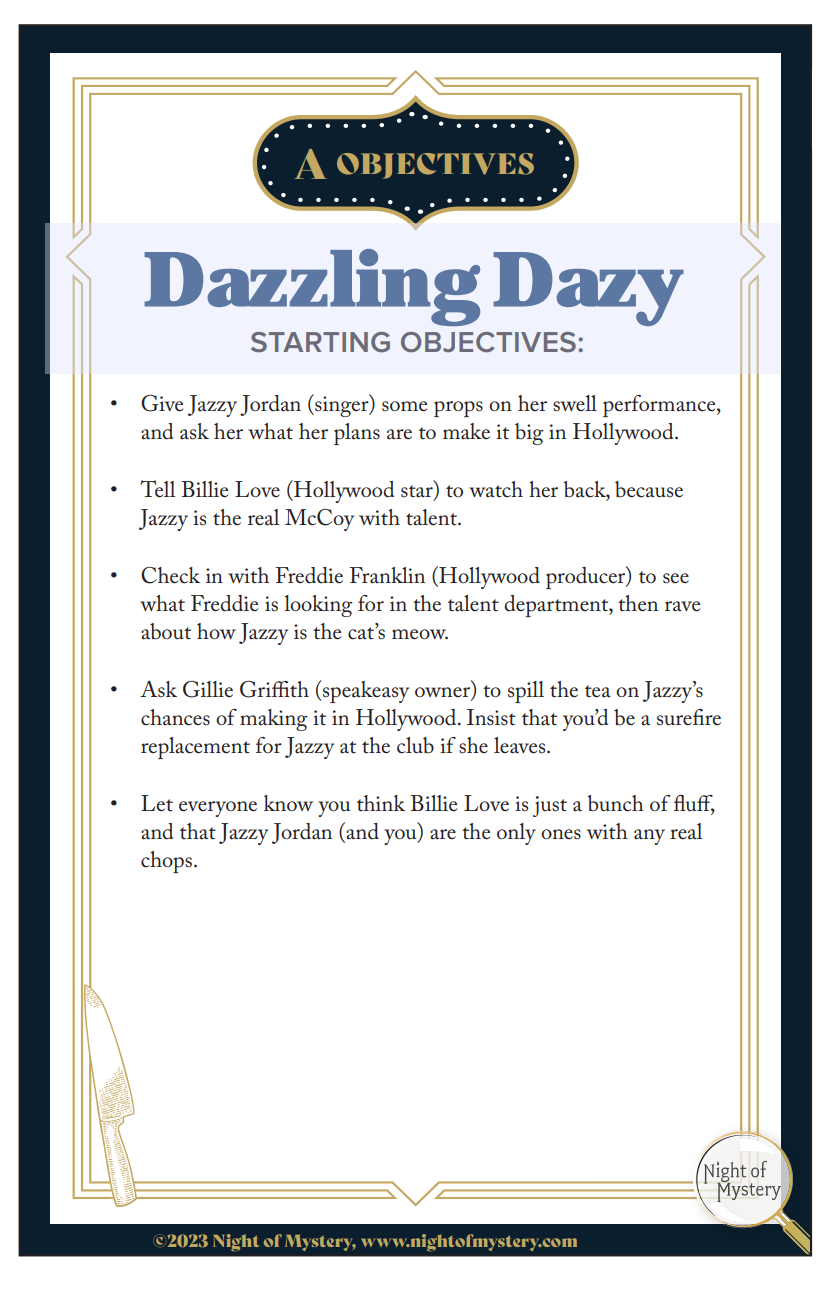 A OBJECTIVES
Dazzling Dazy
STARTING OBJECTIVES:
• Give Jazzy Jordan (singer) some props on her swell performance,
and ask her what her plans are to make it big in Hollywood.
• Tell Billie Love (Hollywood star) to watch her back, because
Jazzy is the real McCoy with talent.
• Check in with Freddie Franklin (Hollywood producer) to see
what Freddie is looking for in the talent department, then rave
about how Jazzy is the cat’s meow.
• Ask Gillie Griffith (speakeasy owner) to spill the tea on Jazzy’s
chances of making it in Hollywood. Insist that you’d be a surefire
replacement for Jazzy at the club if she leaves.
• Let everyone know you think Billie Love is just a bunch of fluff,
and that Jazzy Jordan (and you) are the only ones with any real
chops.
Night of
Mystery
©2023 Night of Mystery, www.nightofmystery.com